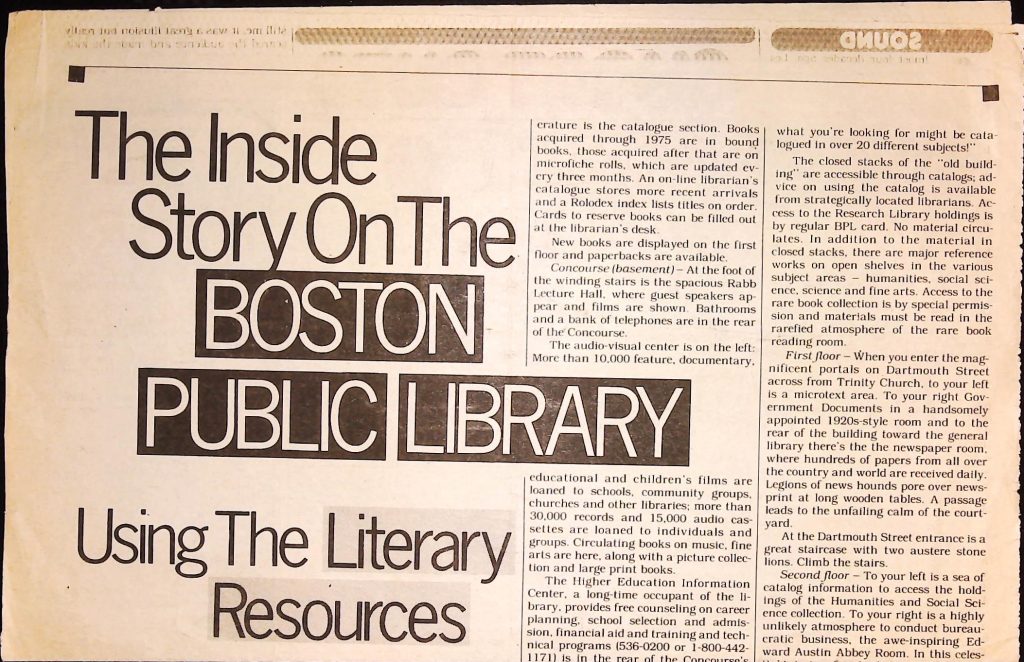 SOUND
The Inside
Story On The
BOSTON
PUBLIC LIBRARY
Using The Literary
Resources
erature is the catalogue section. Books
acquired through 1975 are in bound
books, those acquired after that are on
microfiche rolls, which are updated ev-
ery three months. An on-line librarian's
catalogue stores more recent arrivals
and a Rolodex index lists titles on order.
Cards to reserve books can be filled out
at the librarian's desk.
New books are displayed on the first
floor and paperbacks are available.
Concourse (basement) – At the foot of
the winding stairs is the spacious Rabb
Lecture Hall, where guest speakers ap-
pear and films are shown. Bathrooms
and a bank of telephones are in the rear
of the Concourse.
The audio-visual center is on the left:
More than 10,000 feature, documentary,
educational and children's films are
loaned to schools, community groups,
churches and other libraries; more than
30,000 records and 15,000 audio cas-
settes are loaned to individuals and
groups. Circulating books on music, fine
arts are here, along with a picture collec-
tion and large print books.
The Higher Education Information
Center, a long-time occupant of the li-
brary, provides free counseling on career
planning, school selection and admis-
sion, financial aid and training and tech-
nical programs (536-0200 or 1-800-442-
1171) is in the rear of the Concourse's
what you're looking for might be cata-
logued in over 20 different subjects!"
The closed stacks of the "old build-
ing" are accessible through catalogs; ad-
vice on using the catalog is available
from strategically located librarians. Ac-
cess to the Research Library holdings is
by regular BPL card. No material circu-
lates. In addition to the material in
closed stacks, there are major reference
works on open shelves in the various
subject areas – humanities, social sci-
ence, science and fine arts. Access to the
rare book collection is by special permis-
sion and materials must be read in the
rarefied atmosphere of the rare book
reading room.
First floor – When you enter the mag-
nificent portals on Dartmouth Street
across from Trinity Church, to your left
is a microtext area. To your right Gov-
ernment Documents in a handsomely
appointed 1920s-style room and to the
rear of the building toward the general
library there's the the newspaper room,
where hundreds of papers from all over
the country and world are received daily.
Legions of news hounds pore over news-
print at long wooden tables. A passage
leads to the unfailing calm of the court-
yard.
At the Dartmouth Street entrance is a
great staircase with two austere stone
lions. Climb the stairs.
Second floor – To your left is a sea of
catalog information to access the hold-
ings of the Humanities and Social Sci-
ence collection. To your right is a highly
unlikely atmosphere to conduct bureau-
cratic business, the awe-inspiring Ed-
ward Austin Abbey Room. In this celes-